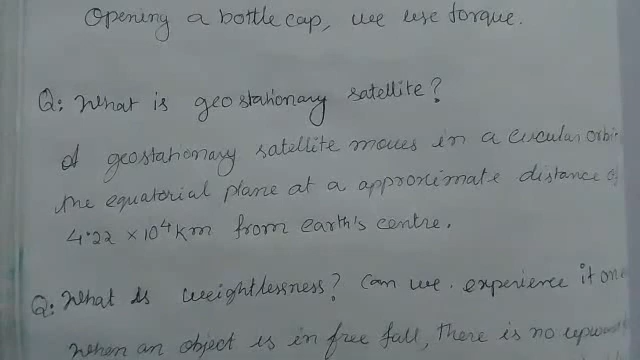 Opening a bottle cap, we use torque.
Q: What is geostationary satellite?
A geostationary satellite moves in a circular orbit
the equatorial plane at a approximate distance of
4.22 × 10⁴ km from earth's centre.
Q: What is weightlessness? Can we experience it on
When an object is in free fall, there is no upward